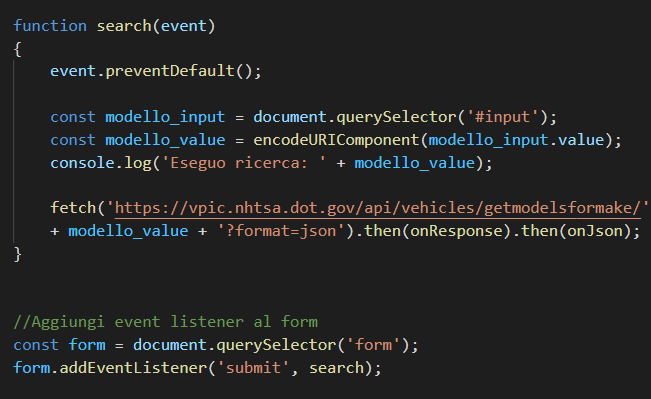 function search(event)
{
    event.preventDefault();

    const modello_input = document.querySelector('#input');
    const modello_value = encodeURIComponent(modello_input.value);
    console.log('Eseguo ricerca: ' + modello_value);

    fetch('https://vpic.nhtsa.dot.gov/api/vehicles/getmodelsformake/'
    + modello_value + '?format=json').then(onResponse).then(onJson);
}

//Aggiungi event listener al form
const form = document.querySelector('form');
form.addEventListener('submit', search);